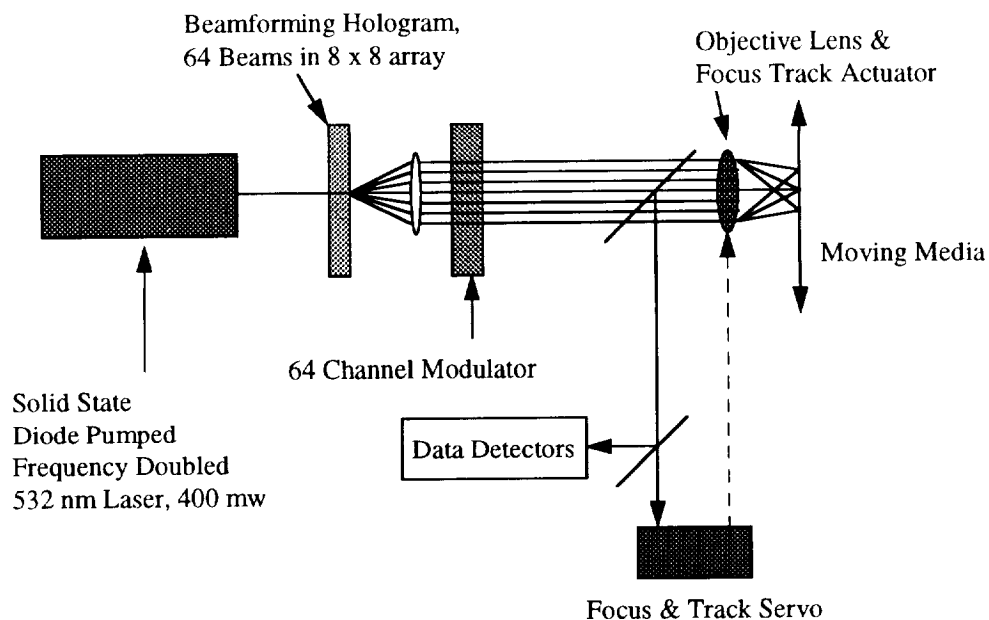 Beamforming Hologram,
64 Beams in 8 x 8 array
Objective Lens &
Focus Track Actuator
Moving Media
64 Channel Modulator
Solid State
Diode Pumped
Frequency Doubled
532 nm Laser, 400 mw
Data Detectors
Focus & Track Servo